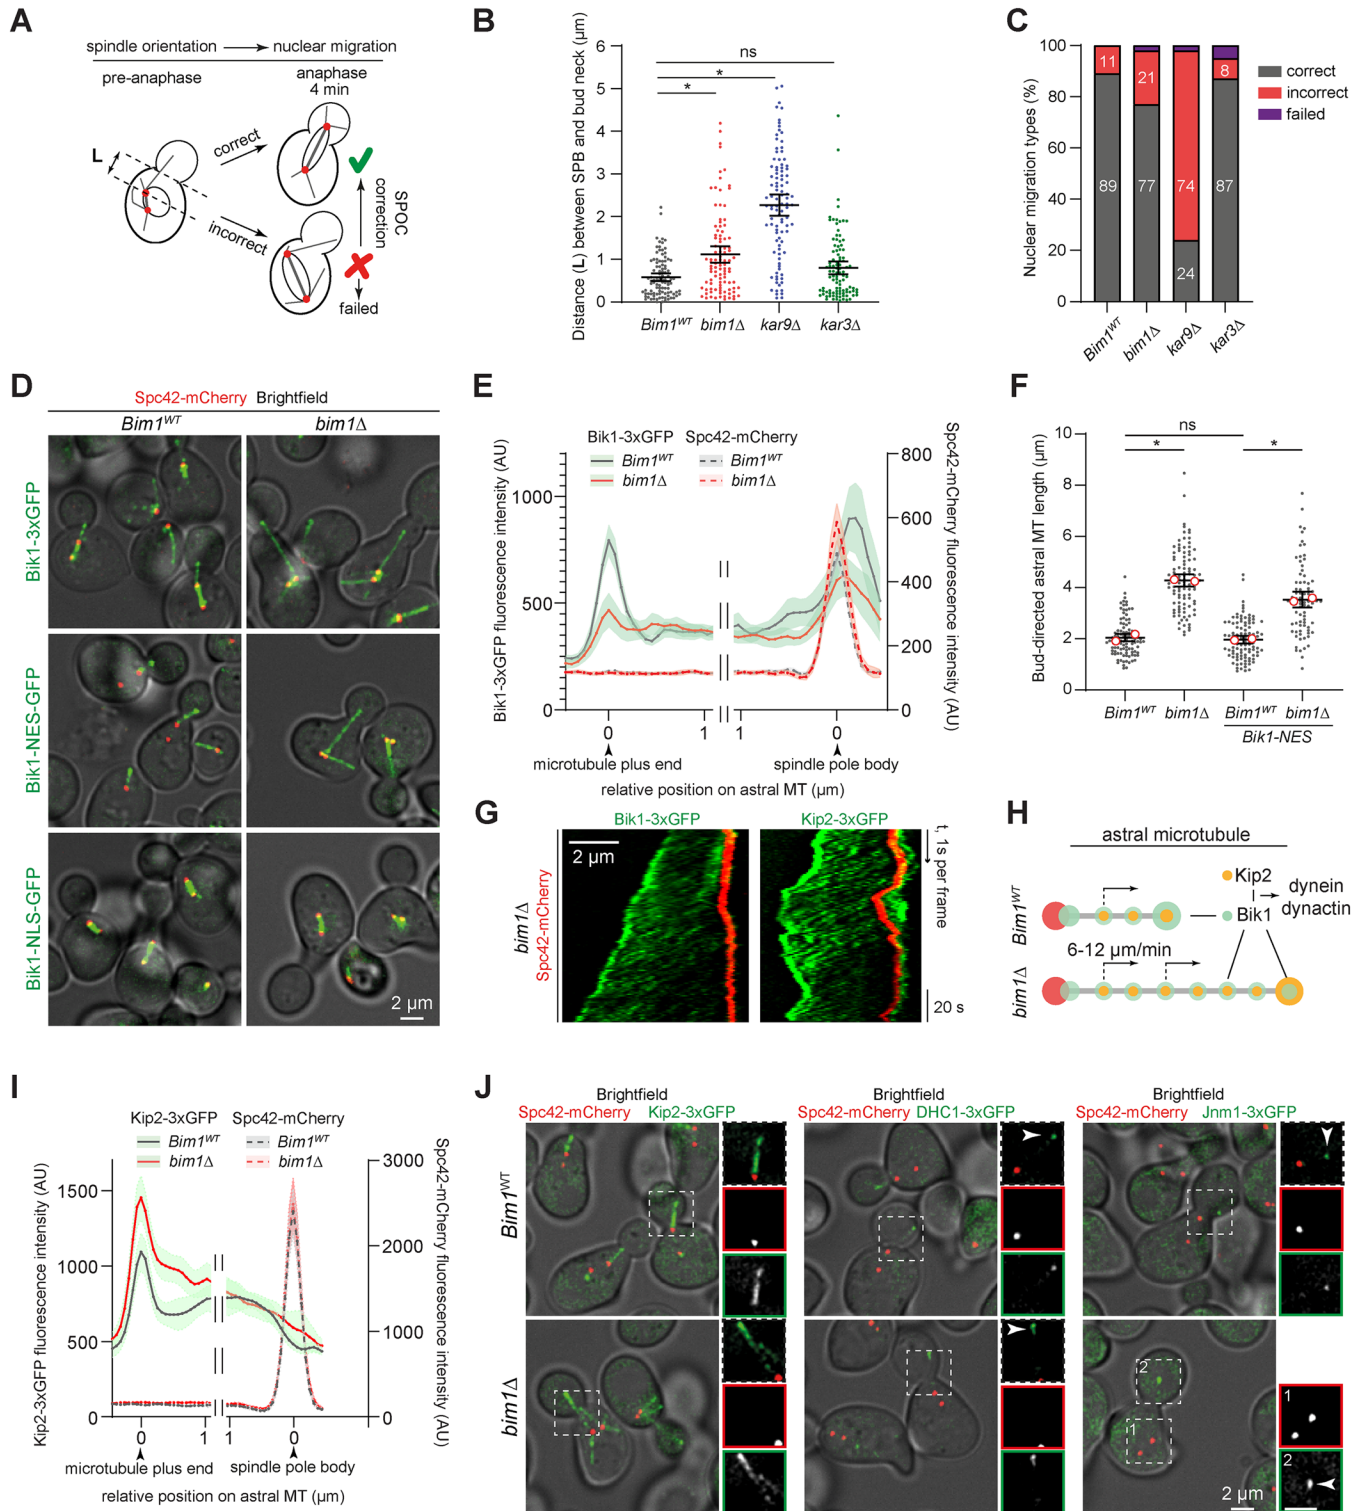 A
spindle orientation
nuclear migration
pre-anaphase
anaphase
4 min
L
correct
incorrect
SPOC
correction
failed
B
Distance (L) between SPB and bud neck (µm)
6
5
4
3
2
1
0
ns
*
*
Bim1WT
bim1Δ
kar9Δ
kar3Δ
C
Nuclear migration types (%)
100
80
60
40
20
0
11
21
8
89
77
74
24
87
correct
incorrect
failed
Bim1WT
bim1Δ
kar9Δ
kar3Δ
D
Spc42-mCherry Brightfield
Bim1WT
bim1Δ
Bik1-3xGFP
Bik1-NES-GFP
Bik1-NLS-GFP
2 µm
E
Bik1-3xGFP
Spc42-mCherry
Bim1WT
Bim1WT
bim1Δ
bim1Δ
Bik1-3xGFP fluorescence intensity (AU)
1000
500
0
Spc42-mCherry fluorescence intensity (AU)
800
600
400
200
0
0
1
1
0
microtubule plus end
spindle pole body
relative position on astral MT (µm)
F
Bud-directed astral MT length (µm)
10
8
6
4
2
0
ns
*
*
Bim1WT
bim1Δ
Bim1WT
bim1Δ
Bik1-NES
G
Bik1-3xGFP
Kip2-3xGFP
2 µm
bim1Δ
Spc42-mCherry
t, 1s per frame
20 s
H
astral microtubule
Kip2
dynein
dynactin
Bik1
Bim1WT
6-12 µm/min
bim1Δ
I
Kip2-3xGFP
Spc42-mCherry
Bim1WT
Bim1WT
bim1Δ
bim1Δ
Kip2-3xGFP fluorescence intensity (AU)
1500
1000
500
0
Spc42-mCherry fluorescence intensity (AU)
3000
2000
1000
0
0
1
1
0
microtubule plus end
spindle pole body
relative position on astral MT (µm)
J
Brightfield
Spc42-mCherry Kip2-3xGFP
Brightfield
Spc42-mCherry DHC1-3xGFP
Brightfield
Spc42-mCherry Jnm1-3xGFP
Bim1WT
bim1Δ
2
1
1
2
2 µm